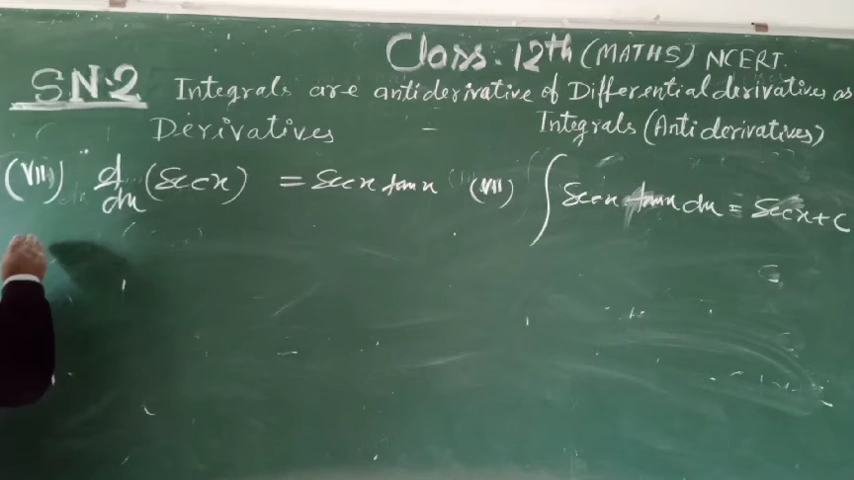 Class. 12th (MATHS) NCERT.
SN.2 Integrals are antiderivative of Differential derivatives as
Derivatives - Integrals (Antiderivatives)
(VII) d/dx (Secx) = Secx tanx (VII) ∫ Secx tanx dx = Secx+C